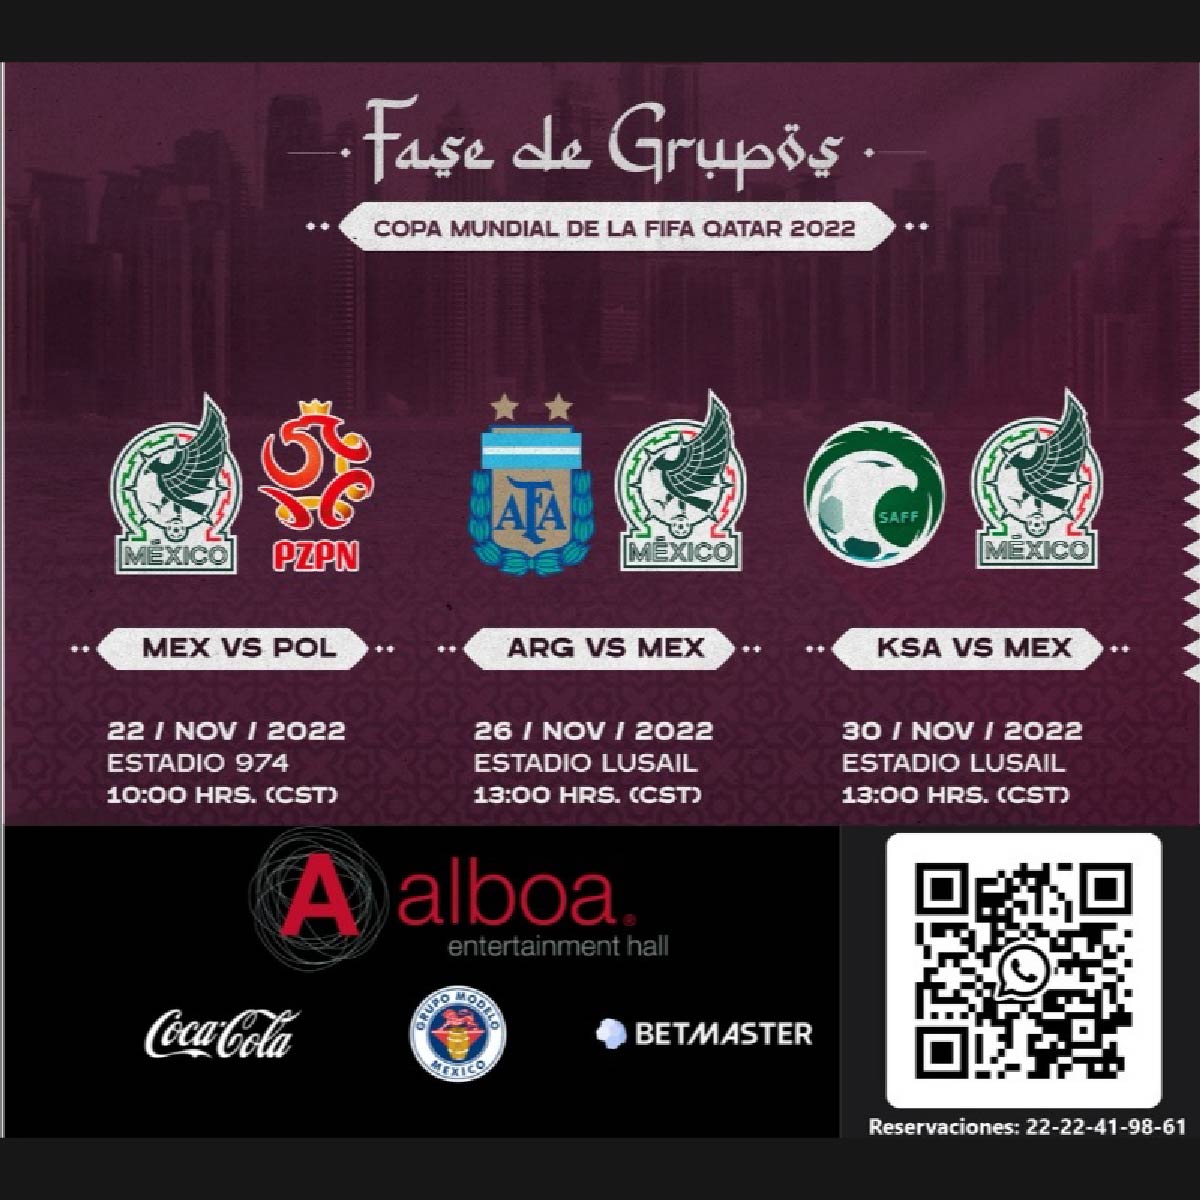 Fase de Grupos
COPA MUNDIAL DE LA FIFA QATAR 2022
MÉXICO
PZPN
AFA
MÉXICO
SAFF
MÉXICO
MEX VS POL
ARG VS MEX
KSA VS MEX
22 / NOV / 2022
ESTADIO 974
10:00 HRS. (CST)
26 / NOV / 2022
ESTADIO LUSAIL
13:00 HRS. (CST)
30 / NOV / 2022
ESTADIO LUSAIL
13:00 HRS. (CST)
A alboa®
entertainment hall
Coca-Cola
GRUPO MODELO
MEXICO
BETMASTER
Reservaciones: 22-22-41-98-61